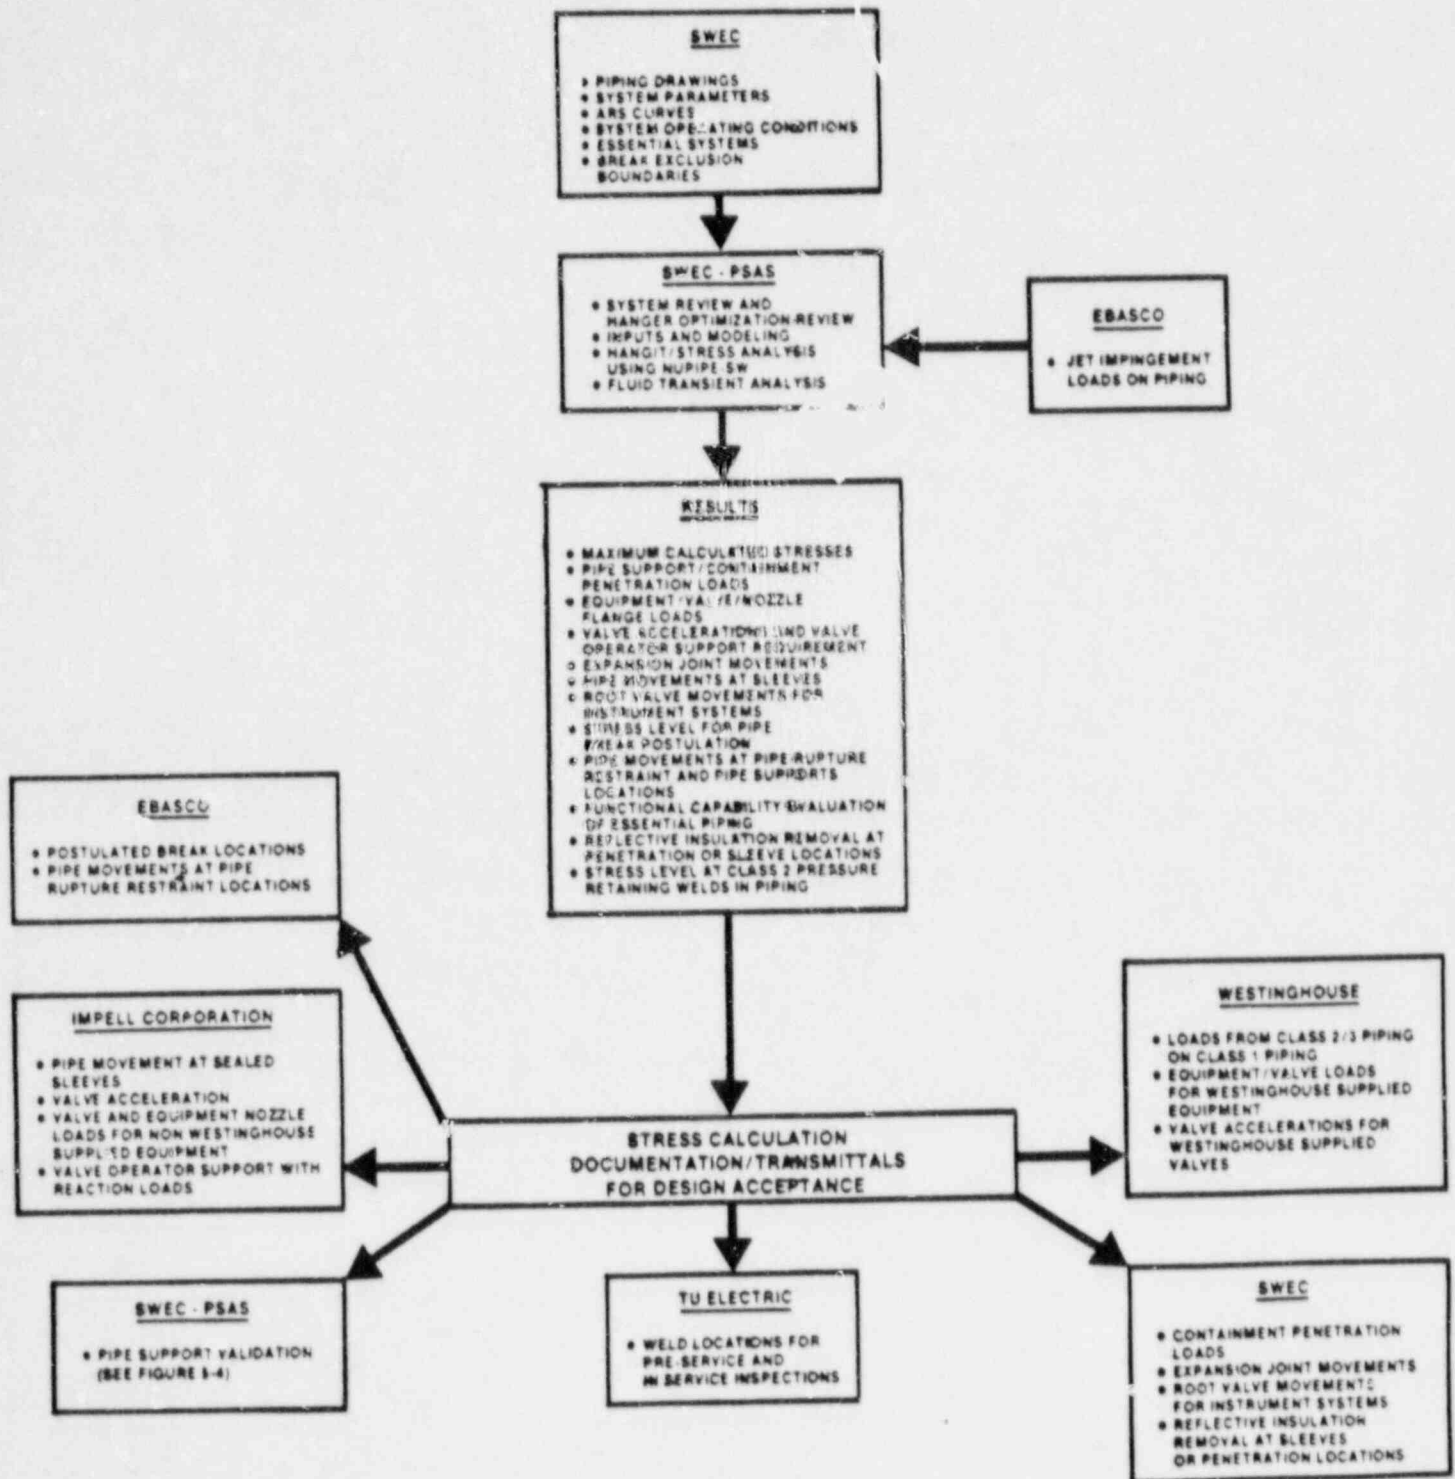 SWEC
• PIPING DRAWINGS
• SYSTEM PARAMETERS
• ARS CURVES
• SYSTEM OPERATING CONDITIONS
• ESSENTIAL SYSTEMS
• BREAK EXCLUSION
BOUNDARIES
SWEC - PSAS
• SYSTEM REVIEW AND
HANGER OPTIMIZATION-REVIEW
• INPUTS AND MODELING
• HANGIT/STRESS ANALYSIS
USING NUPIPE-SW
• FLUID TRANSIENT ANALYSIS
EBASCO
• JET IMPINGEMENT
LOADS ON PIPING
RESULTS
• MAXIMUM CALCULATED STRESSES
• PIPE SUPPORT/CONTAINMENT
PENETRATION LOADS
• EQUIPMENT/VALVE/NOZZLE
FLANGE LOADS
• VALVE ACCELERATIONS AND VALVE
OPERATOR SUPPORT REQUIREMENT
• EXPANSION JOINT MOVEMENTS
• PIPE MOVEMENTS AT SLEEVES
• ROOT VALVE MOVEMENTS FOR
INSTRUMENT SYSTEMS
• STRESS LEVEL FOR PIPE
BREAK POSTULATION
• PIPE MOVEMENTS AT PIPE-RUPTURE
RESTRAINT AND PIPE SUPPORTS
LOCATIONS
• FUNCTIONAL CAPABILITY EVALUATION
OF ESSENTIAL PIPING
• REFLECTIVE INSULATION REMOVAL AT
PENETRATION OR SLEEVE LOCATIONS
• STRESS LEVEL AT CLASS 2 PRESSURE
RETAINING WELDS IN PIPING
EBASCO
• POSTULATED BREAK LOCATIONS
• PIPE MOVEMENTS AT PIPE
RUPTURE RESTRAINT LOCATIONS
IMPELL CORPORATION
• PIPE MOVEMENT AT SEALED
SLEEVES
• VALVE ACCELERATION
• VALVE AND EQUIPMENT NOZZLE
LOADS FOR NON WESTINGHOUSE
SUPPLIED EQUIPMENT
• VALVE OPERATOR SUPPORT WITH
REACTION LOADS
WESTINGHOUSE
• LOADS FROM CLASS 2/3 PIPING
ON CLASS 1 PIPING
• EQUIPMENT/VALVE LOADS
FOR WESTINGHOUSE SUPPLIED
EQUIPMENT
• VALVE ACCELERATIONS FOR
WESTINGHOUSE SUPPLIED
VALVES
STRESS CALCULATION
DOCUMENTATION/TRANSMITTALS
FOR DESIGN ACCEPTANCE
SWEC - PSAS
• PIPE SUPPORT VALIDATION
(SEE FIGURE 5-4)
TU ELECTRIC
• WELD LOCATIONS FOR
PRE-SERVICE AND
IN SERVICE INSPECTIONS
SWEC
• CONTAINMENT PENETRATION
LOADS
• EXPANSION JOINT MOVEMENTS
• ROOT VALVE MOVEMENTS
FOR INSTRUMENT SYSTEMS
• REFLECTIVE INSULATION
REMOVAL AT SLEEVES
OR PENETRATION LOCATIONS